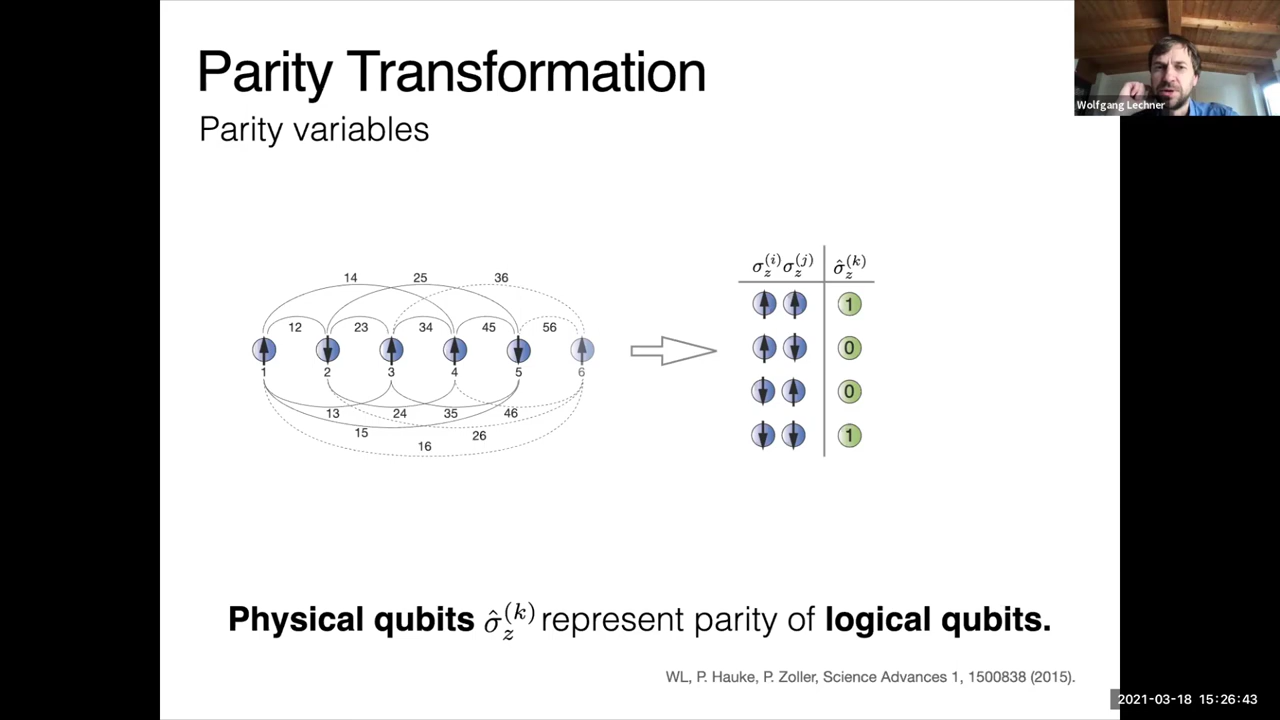 Parity Transformation
Parity variables
Wolfgang Lechner
14 25 36
12 23 34 45 56
1 2 3 4 5 6
13 24 35 46
15 26
16
σ_z^(i) σ_z^(j) σ̂_z^(k)
1
0
0
1
Physical qubits σ̂_z^(k) represent parity of logical qubits.
WL, P. Hauke, P. Zoller, Science Advances 1, 1500838 (2015).
2021-03-18 15:26:43